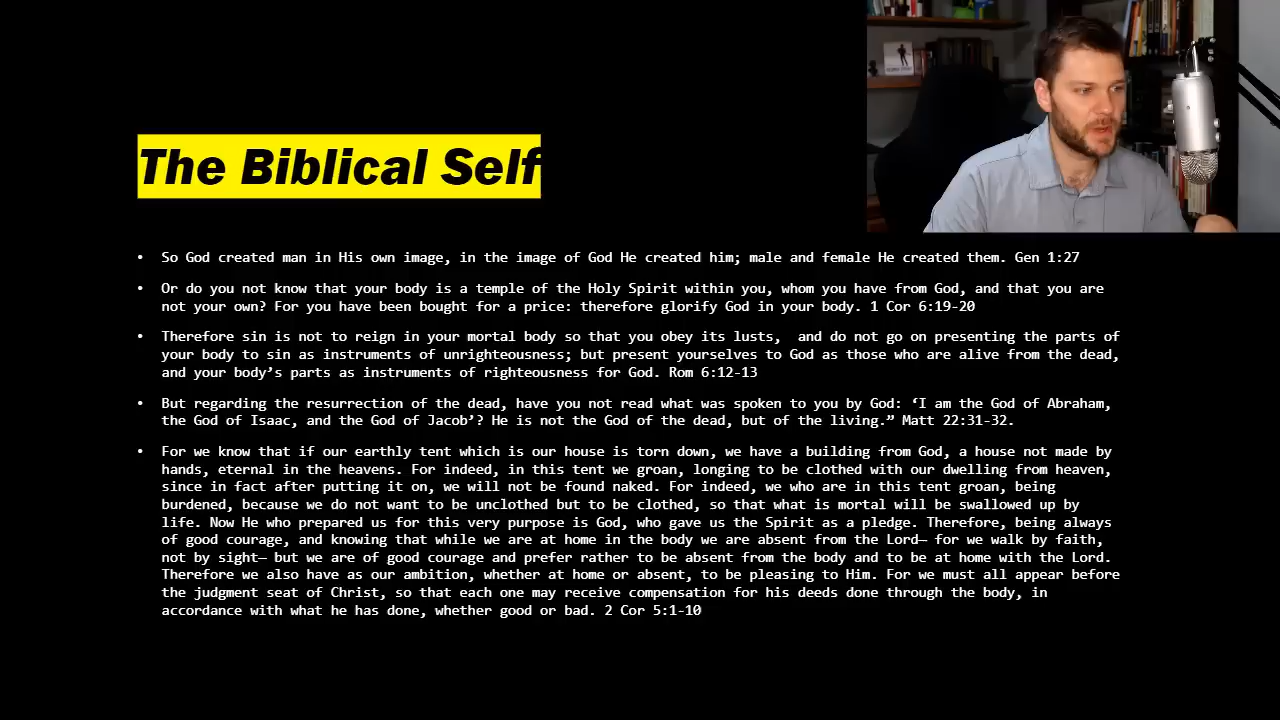 The Biblical Self
• So God created man in His own image, in the image of God He created him; male and female He created them. Gen 1:27
• Or do you not know that your body is a temple of the Holy Spirit within you, whom you have from God, and that you are
not your own? For you have been bought for a price: therefore glorify God in your body. 1 Cor 6:19-20
• Therefore sin is not to reign in your mortal body so that you obey its lusts,  and do not go on presenting the parts of
your body to sin as instruments of unrighteousness; but present yourselves to God as those who are alive from the dead,
and your body’s parts as instruments of righteousness for God. Rom 6:12-13
• But regarding the resurrection of the dead, have you not read what was spoken to you by God: ‘I am the God of Abraham,
the God of Isaac, and the God of Jacob’? He is not the God of the dead, but of the living.” Matt 22:31-32.
• For we know that if our earthly tent which is our house is torn down, we have a building from God, a house not made by
hands, eternal in the heavens. For indeed, in this tent we groan, longing to be clothed with our dwelling from heaven,
since in fact after putting it on, we will not be found naked. For indeed, we who are in this tent groan, being
burdened, because we do not want to be unclothed but to be clothed, so that what is mortal will be swallowed up by
life. Now He who prepared us for this very purpose is God, who gave us the Spirit as a pledge. Therefore, being always
of good courage, and knowing that while we are at home in the body we are absent from the Lord— for we walk by faith,
not by sight— but we are of good courage and prefer rather to be absent from the body and to be at home with the Lord.
Therefore we also have as our ambition, whether at home or absent, to be pleasing to Him. For we must all appear before
the judgment seat of Christ, so that each one may receive compensation for his deeds done through the body, in
accordance with what he has done, whether good or bad. 2 Cor 5:1-10